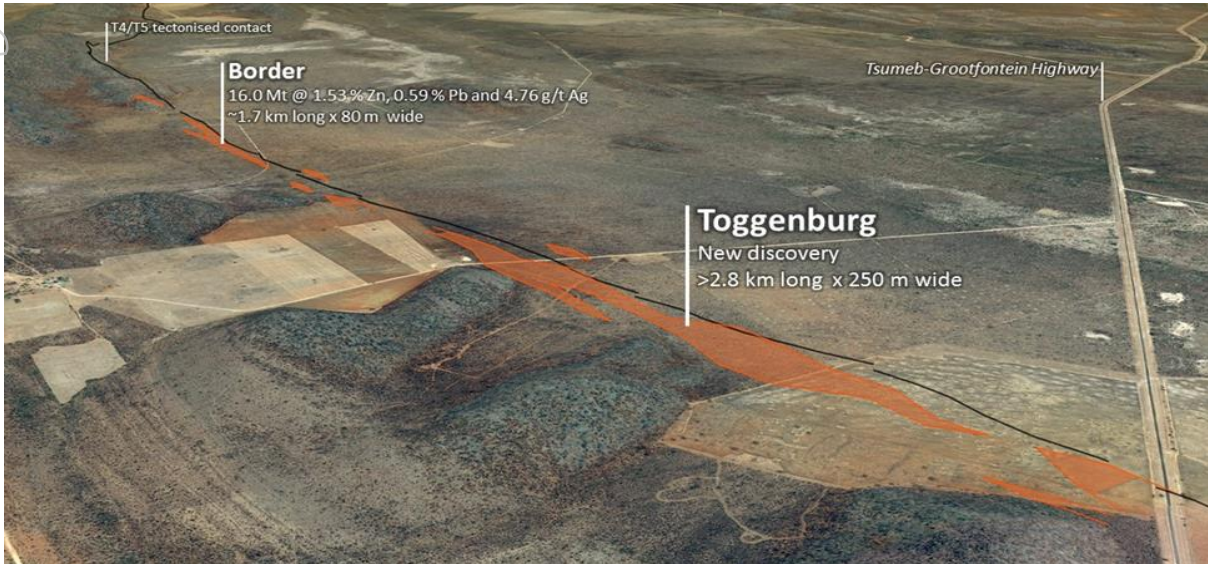 T4/T5 tectonised contact
Border
16.0 Mt @ 1.53 % Zn, 0.59 % Pb and 4.76 g/t Ag
~1.7 km long x 80 m wide
Tsumeb-Grootfontein Highway
Toggenburg
New discovery
>2.8 km long x 250 m wide